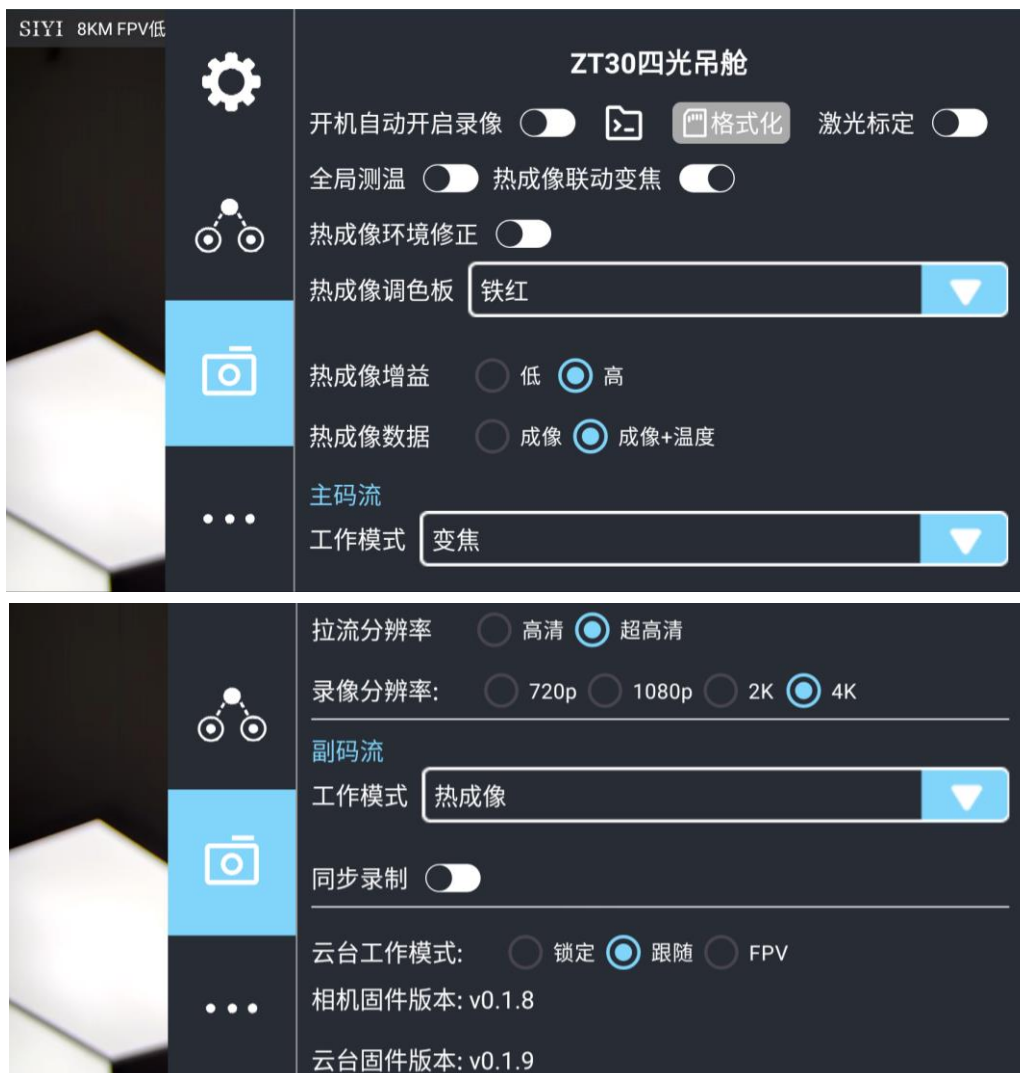 SIYI 8KM FPV低
ZT30四光吊舱
开机自动开启录像 格式化 激光标定
全局测温 热成像联动变焦
热成像环境修正
热成像调色板 铁红
热成像增益 低 高
热成像数据 成像 成像+温度
主码流
工作模式 变焦
拉流分辨率 高清 超高清
录像分辨率: 720p 1080p 2K 4K
副码流
工作模式 热成像
同步录制
云台工作模式: 锁定 跟随 FPV
相机固件版本: v0.1.8
云台固件版本: v0.1.9